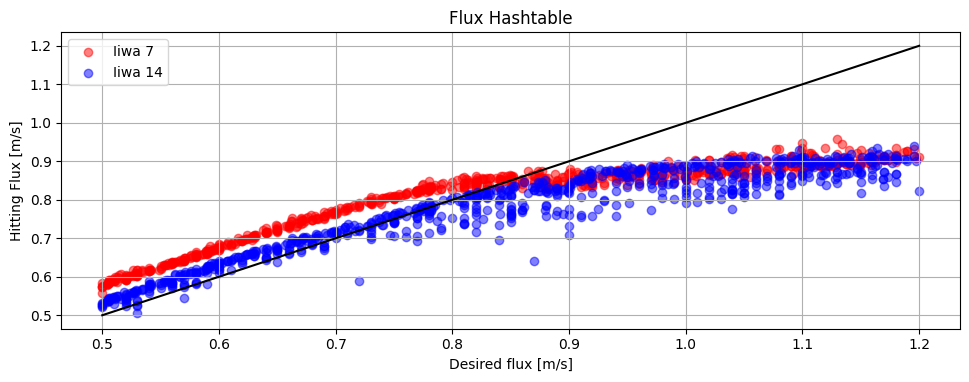 Flux Hashtable
Iiwa 7
Iiwa 14
Hitting Flux [m/s]
1.2
1.1
1.0
0.9
0.8
0.7
0.6
0.5
0.5 0.6 0.7 0.8 0.9 1.0 1.1 1.2
Desired flux [m/s]